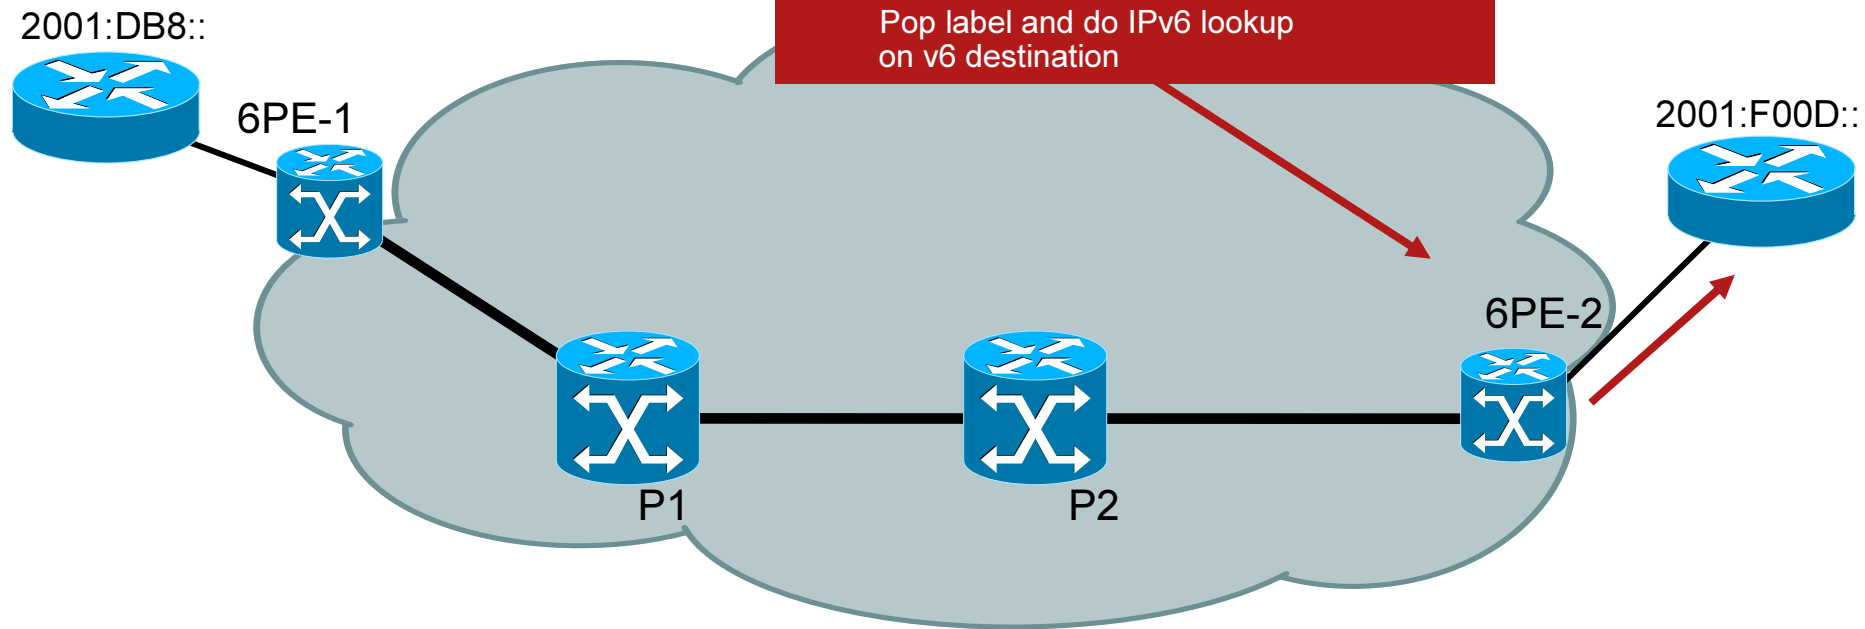 2001:DB8::
Pop label and do IPv6 lookup
on v6 destination
6PE-1
2001:F00D::
6PE-2
P1
P2